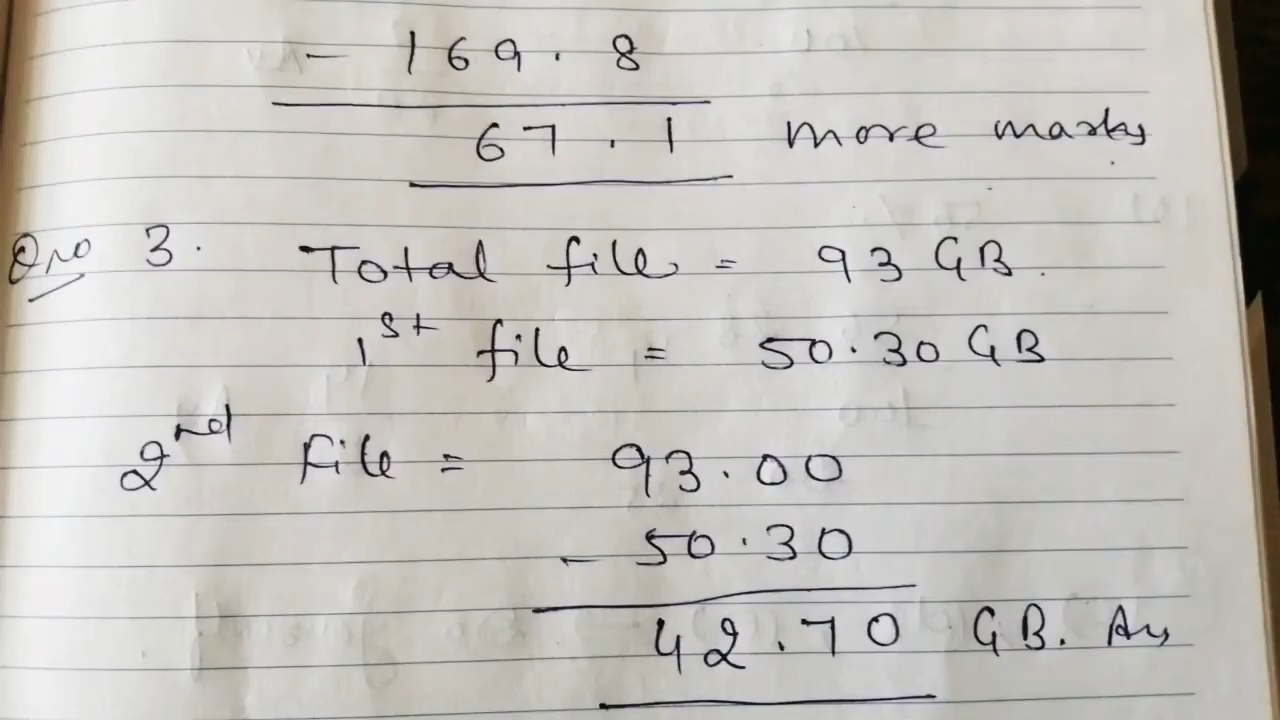 - 169.8
67.1 more marks
Qno 3. Total file = 93 GB.
1st file = 50.30 GB
2nd File = 93.00
- 50.30
42.70 GB. Ans